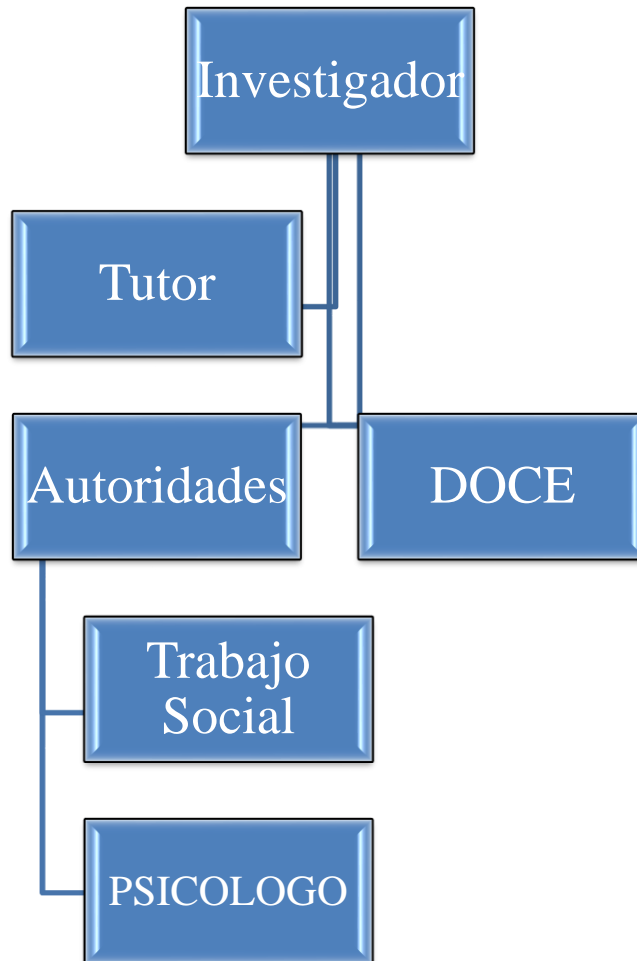 Investigador
Tutor
Autoridades
DOCE
Trabajo
Social
PSICOLOGO